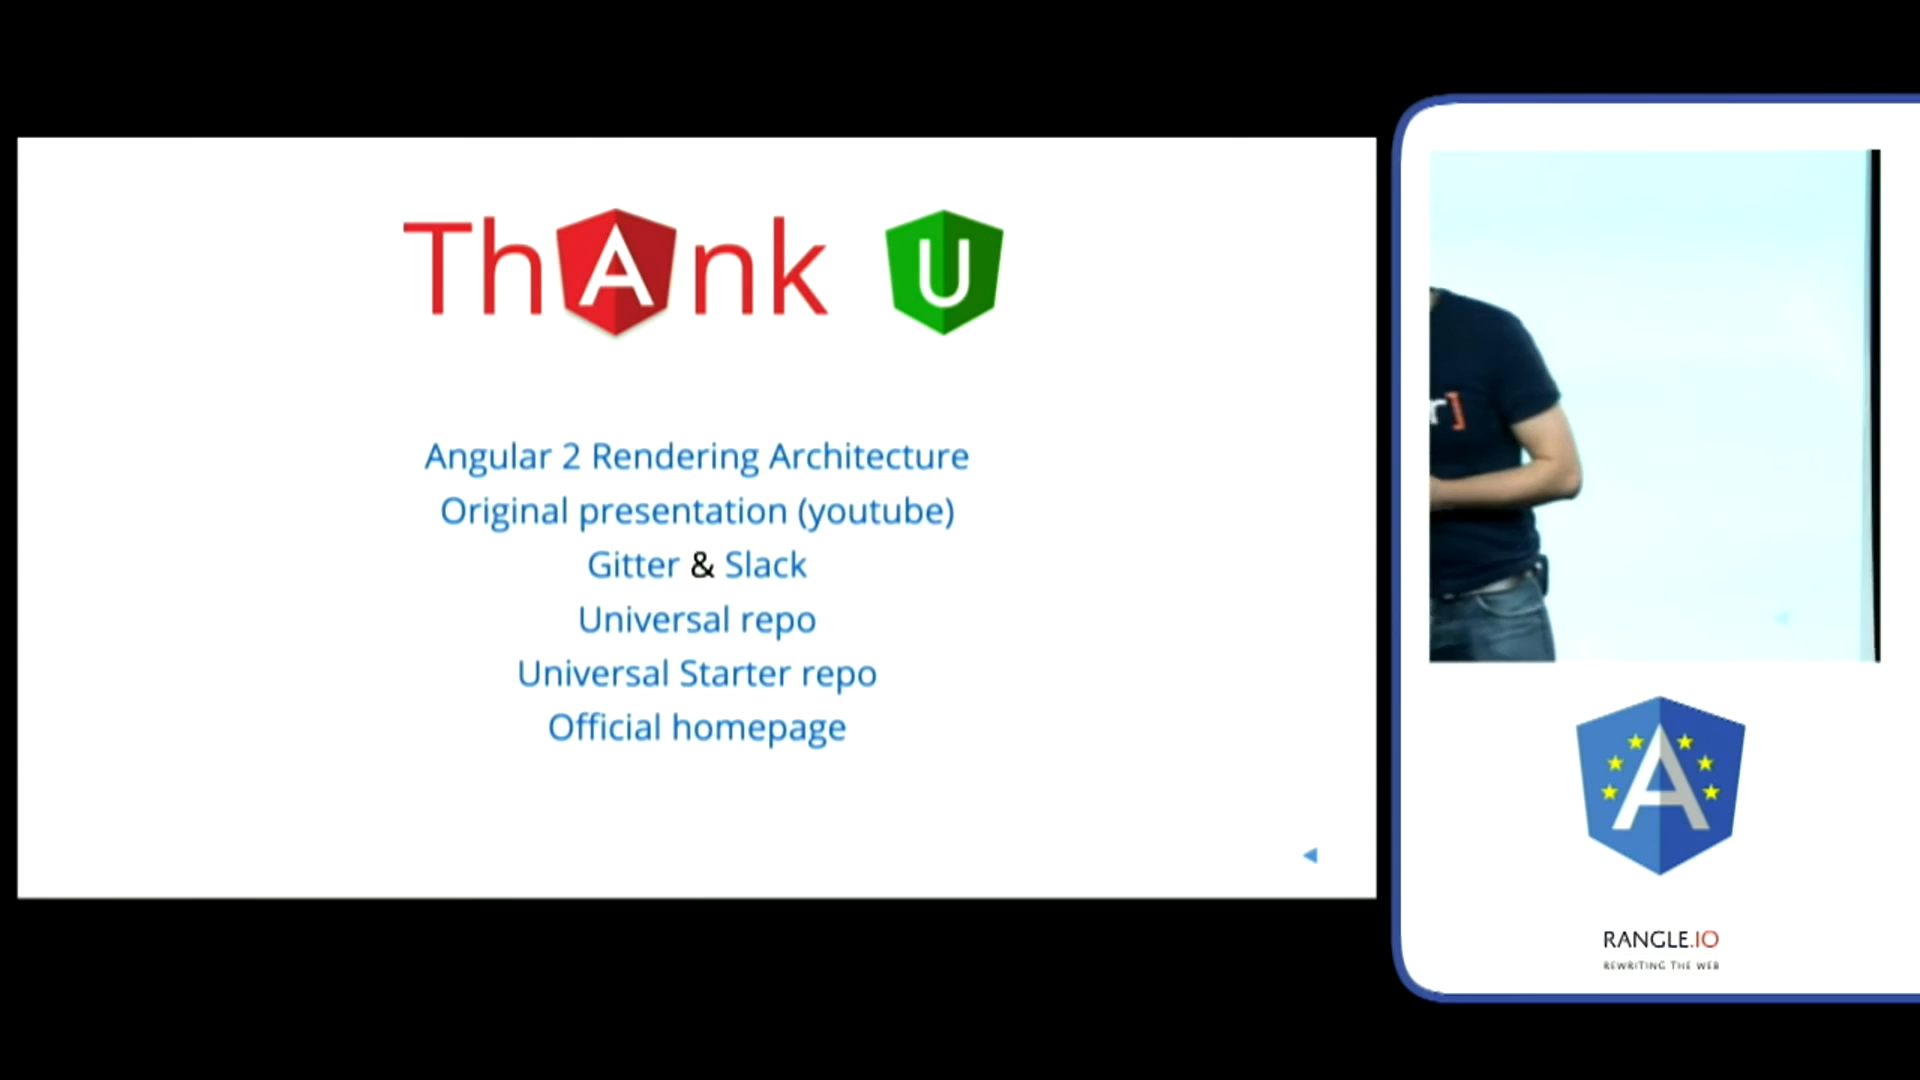 ThAnk U
Angular 2 Rendering Architecture
Original presentation (youtube)
Gitter & Slack
Universal repo
Universal Starter repo
Official homepage
r]
A
RANGLE.IO
REWRITING THE WEB